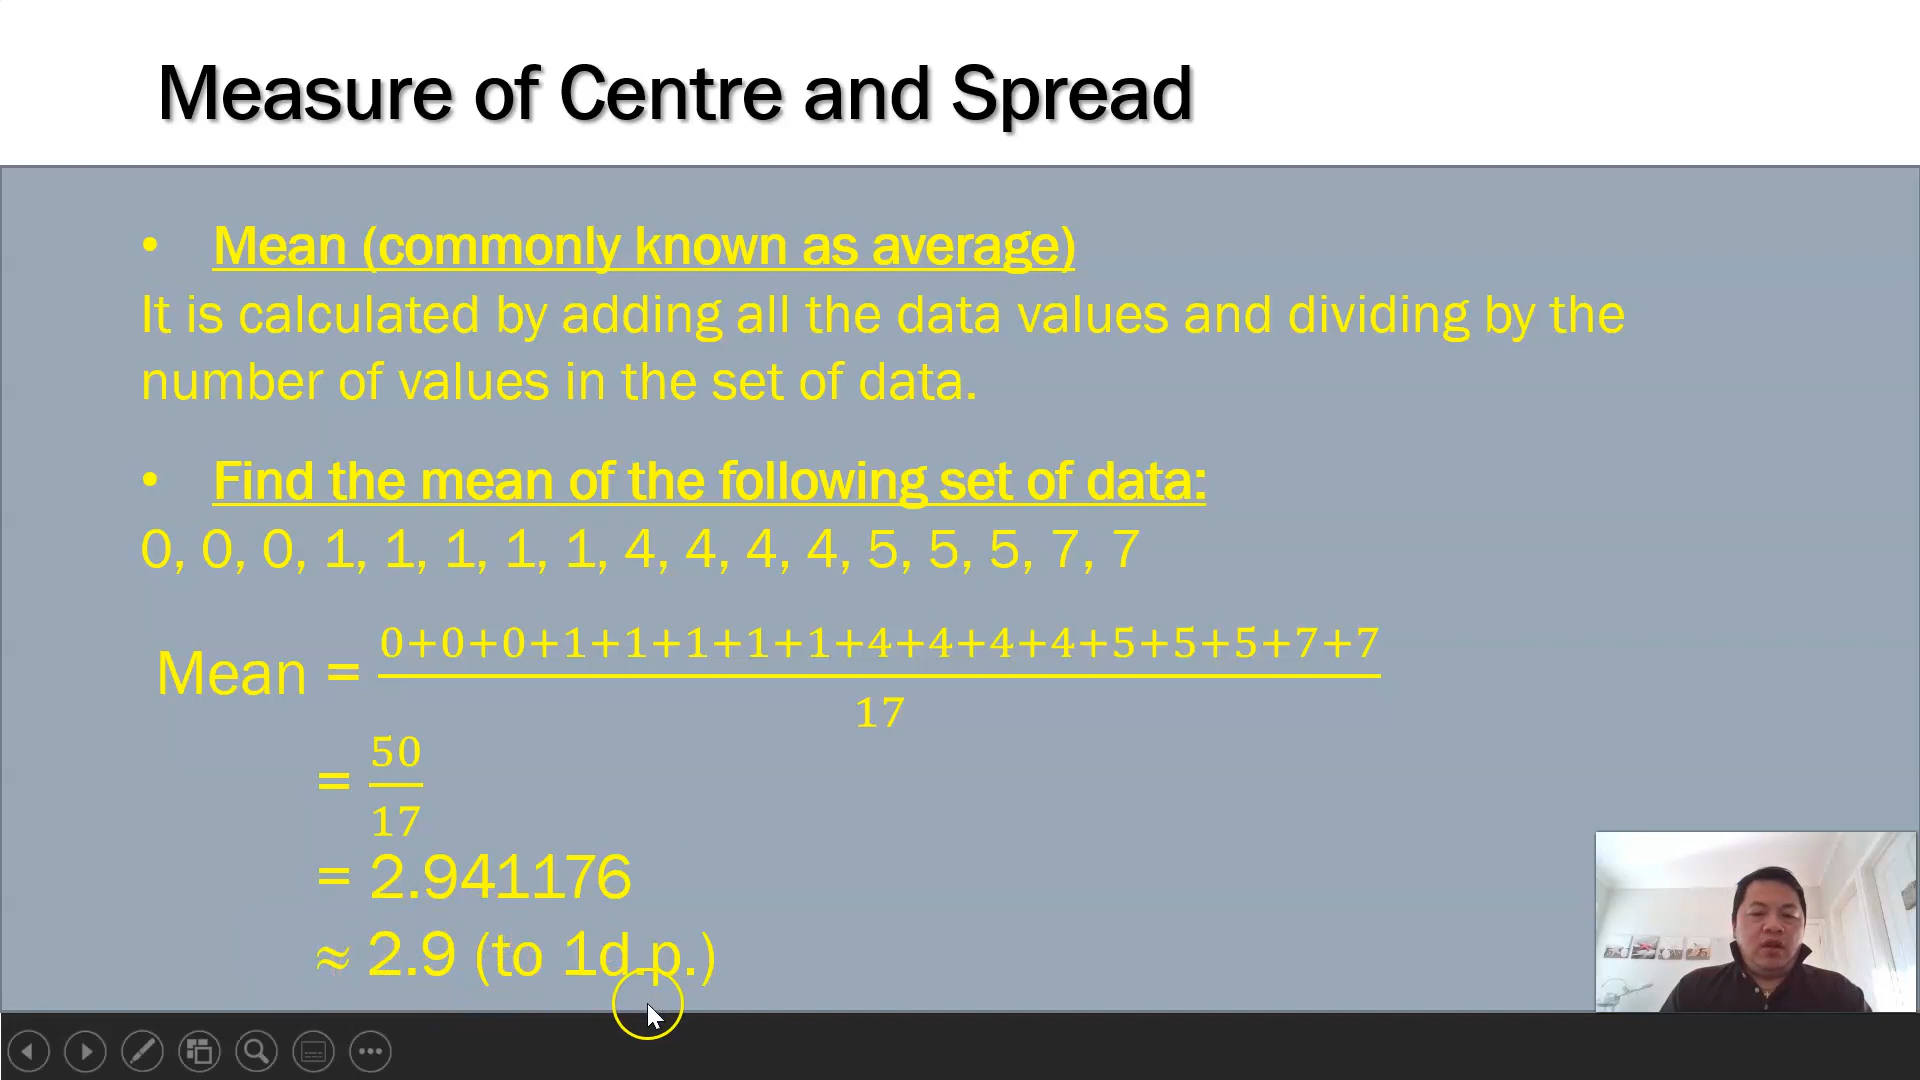 Measure of Centre and Spread
• Mean (commonly known as average)
It is calculated by adding all the data values and dividing by the
number of values in the set of data.
• Find the mean of the following set of data:
0, 0, 0, 1, 1, 1, 1, 1, 4, 4, 4, 4, 5, 5, 5, 7, 7
0+0+0+1+1+1+1+1+4+4+4+4+5+5+5+7+7
Mean =
17
50
=
17
= 2.941176
≈ 2.9 (to 1d.p.)